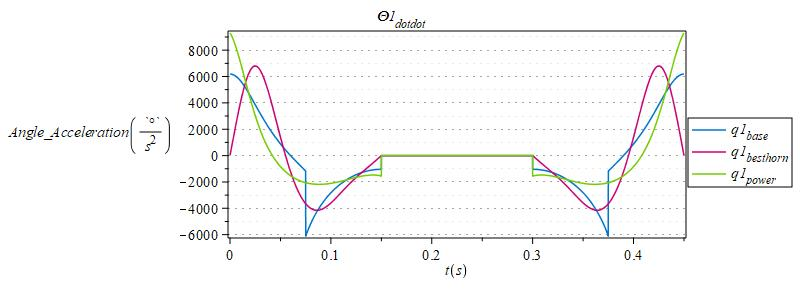 Θ1dotdot
Angle_Acceleration(°/s2)
8000
6000
4000
2000
0
−2000
−4000
−6000
0 0.1 0.2 0.3 0.4
t(s)
q1base
q1besthorn
q1power